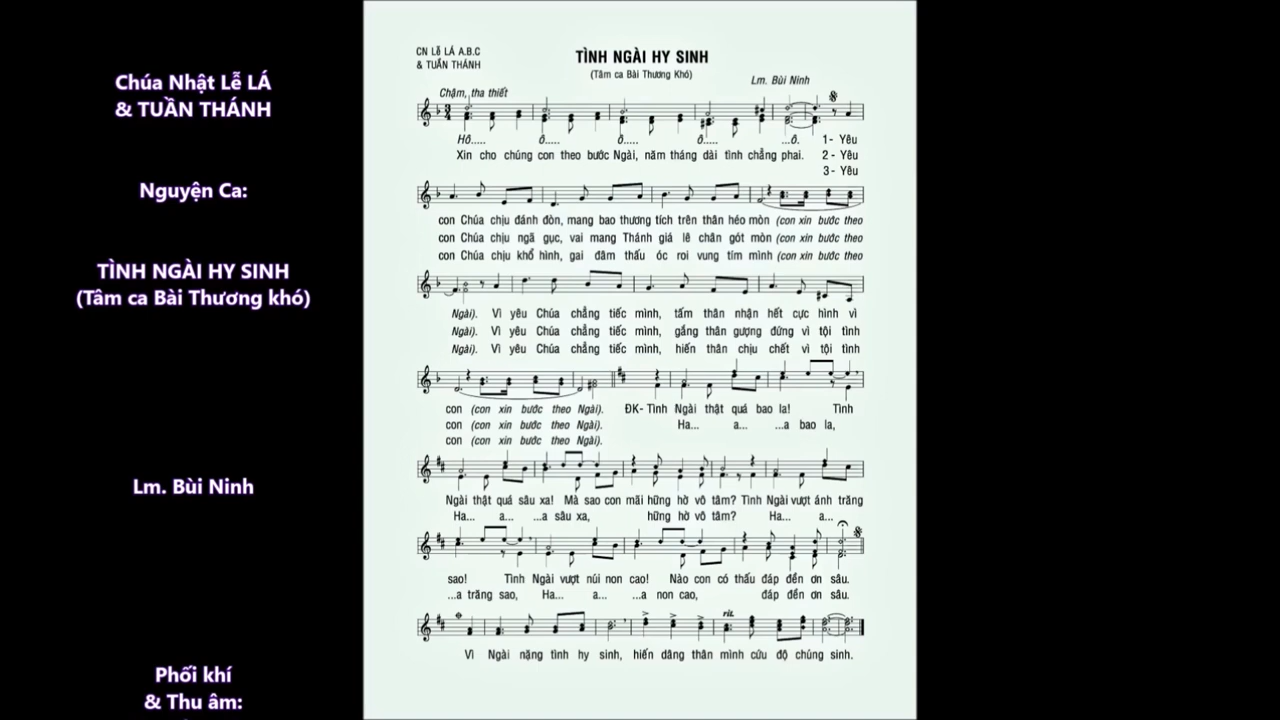 Chúa Nhật Lễ LÁ
& TUẦN THÁNH
Nguyện Ca:
TÌNH NGÀI HY SINH
(Tâm ca Bài Thương khó)
Lm. Bùi Ninh
Phối khí
& Thu âm:
CN Lễ LÁ A.B.C
& TUẦN THÁNH
TÌNH NGÀI HY SINH
(Tâm ca Bài Thương Khó)
Lm. Bùi Ninh
Chậm, tha thiết
Hô..... ô..... ô..... ô..... ...ô. 1- Yêu
Xin cho chúng con theo bước Ngài, năm tháng dài tình chẳng phai. 2- Yêu
3- Yêu
con Chúa chịu đánh đòn, mang bao thương tích trên thân héo mòn (con xin bước theo
con Chúa chịu ngã gục, vai mang Thánh giá lê chân gót mòn (con xin bước theo
con Chúa chịu khổ hình, gai đâm thấu óc roi vung tím mình (con xin bước theo
Ngài). Vì yêu Chúa chẳng tiếc mình, tấm thân nhận hết cực hình vì
Ngài). Vì yêu Chúa chẳng tiếc mình, gắng thân gượng đứng vì tội tình
Ngài). Vì yêu Chúa chẳng tiếc mình, hiến thân chịu chết vì tội tình
con (con xin bước theo Ngài). ĐK- Tình Ngài thật quá bao la! Tình
con (con xin bước theo Ngài). Ha... a... ...a bao la,
con (con xin bước theo Ngài).
Ngài thật quá sâu xa! Mà sao con mãi hững hờ vô tâm? Tình Ngài vượt ánh trăng
Ha... a... ...a sâu xa, hững hờ vô tâm? Ha... a...
sao! Tình Ngài vượt núi non cao! Nào con có thấu đáp đền ơn sâu.
...a trăng sao, Ha... a... ...a non cao, đáp đền ơn sâu.
rit.
Vì Ngài nặng tình hy sinh, hiến dâng thân mình cứu độ chúng sinh.